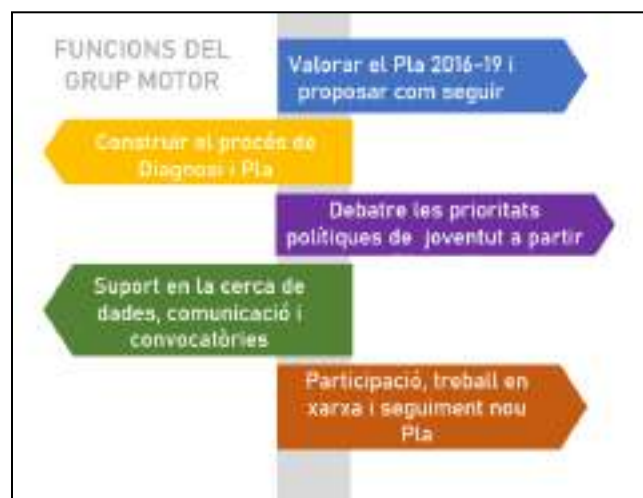 FUNCIONS DEL
GRUP MOTOR
Valorar el Pla 2016-19 i
proposar com seguir
Construir el procés de
Diagnosi i Pla
Debatre les prioritats
polítiques de joventut a partir
Suport en la cerca de
dades, comunicació i
convocatòries
Participació, treball en
xarxa i seguiment nou
Pla